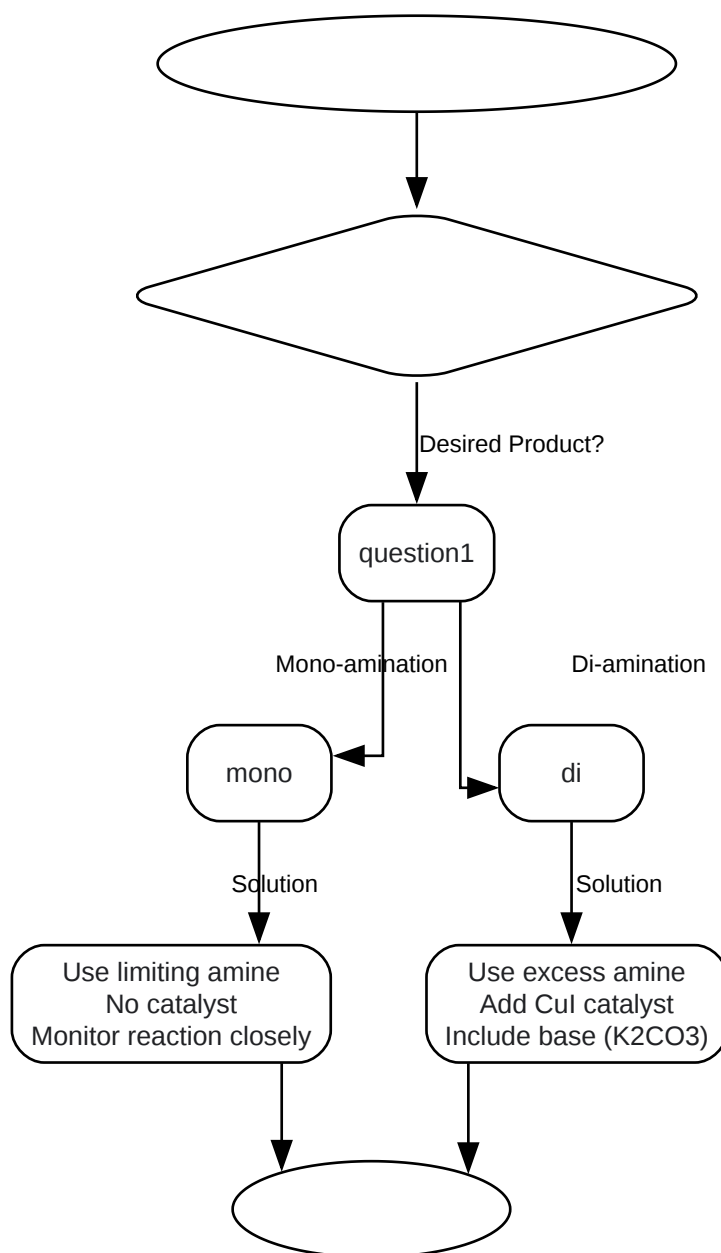 Desired Product?
question1
Mono-amination
Di-amination
mono
di
Solution
Solution
Use limiting amine
No catalyst
Monitor reaction closely
Use excess amine
Add CuI catalyst
Include base (K2CO3)